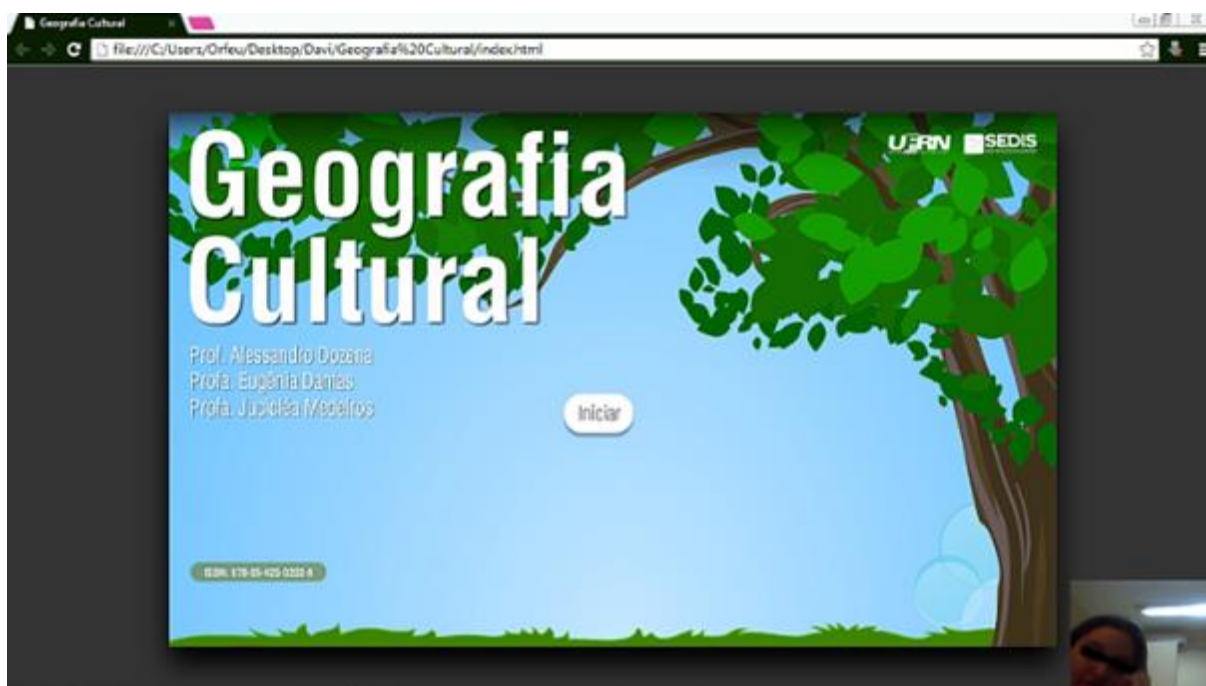 Geografia Cultural
file:///C:/Users/Orfeu/Desktop/Davi/Geografia%20Cultural/index.html
Geografia
Cultural
UFRN SEDIS
Prof. Alessandro Dozena
Profa. Eugênia Dantas
Profa. Medeiros
Iniciar
ISBN: